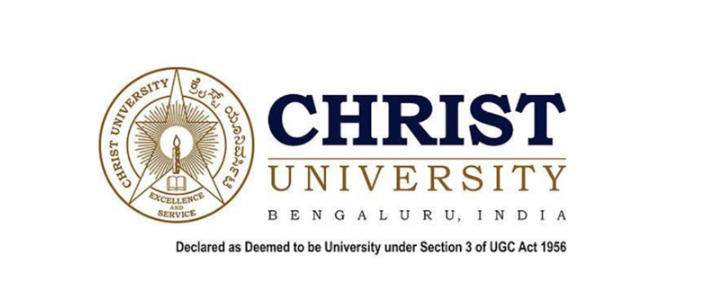 CHRIST UNIVERSITY
ಕ್ರೈಸ್ಟ್ ಯೂನಿವರ್ಸಿಟಿ
EXCELLENCE
AND
SERVICE
CHRIST
UNIVERSITY
BENGALURU, INDIA
Declared as Deemed to be University under Section 3 of UGC Act 1956